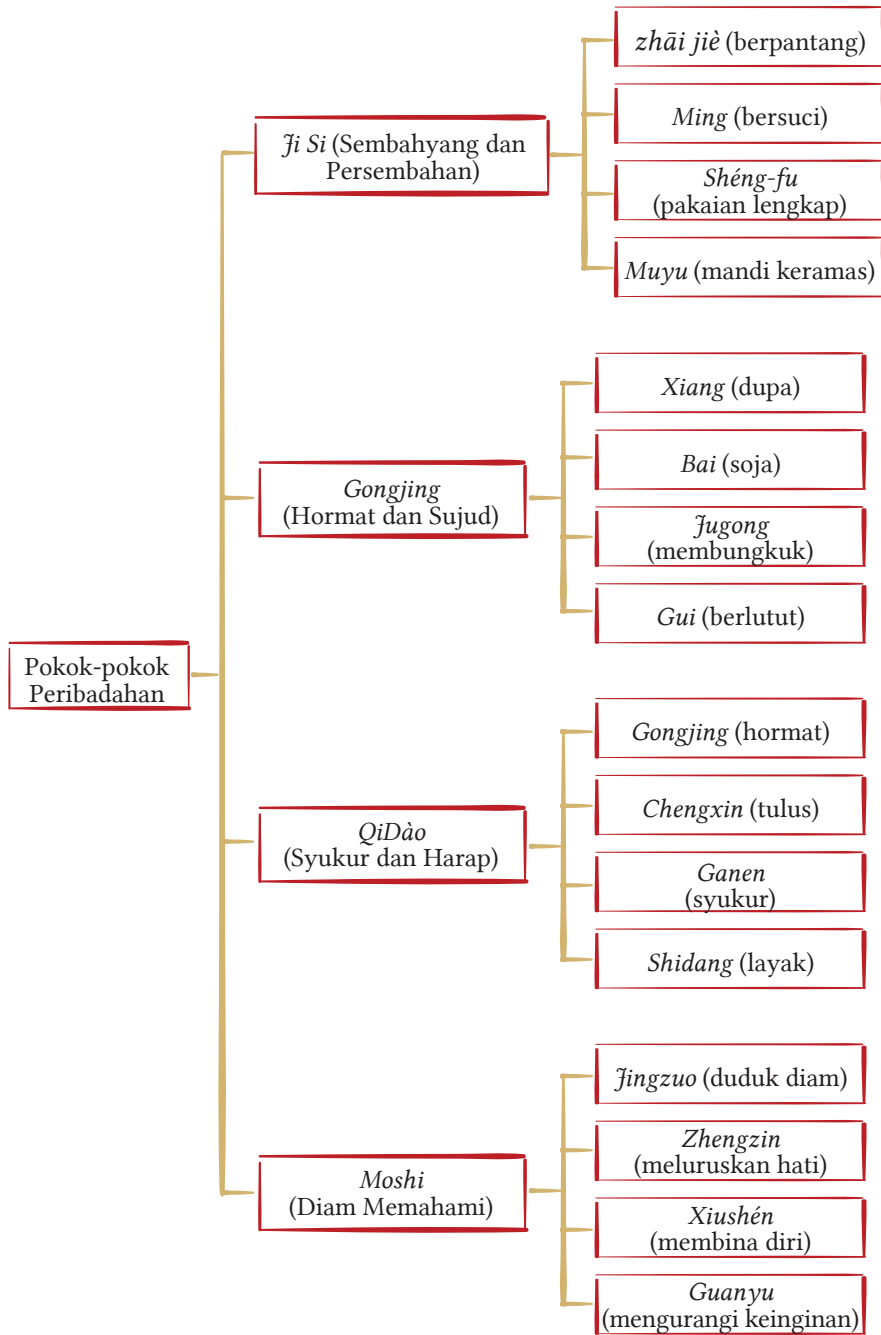 Pokok-pokok
Peribadahan
Ji Si (Sembahyang dan
Persembahan)
zhāi jiè (berpantang)
Ming (bersuci)
Shéng-fu
(pakaian lengkap)
Muyu (mandi keramas)
Gongjing
(Hormat dan Sujud)
Xiang (dupa)
Bai (soja)
Jugong
(membungkuk)
Gui (berlutut)
QiDào
(Syukur dan Harap)
Gongjing (hormat)
Chengxin (tulus)
Ganen
(syukur)
Shidang (layak)
Moshi
(Diam Memahami)
Jingzuo (duduk diam)
Zhengzin
(meluruskan hati)
Xiushén
(membina diri)
Guanyu
(mengurangi keinginan)